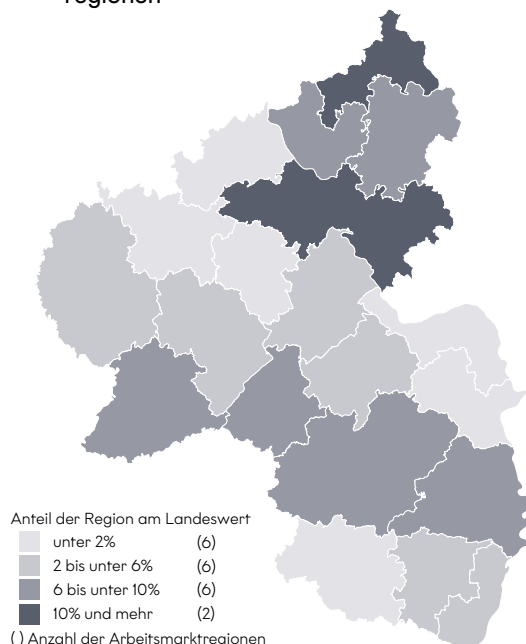 regionen
Anteil der Region am Landeswert
unter 2% (6)
2 bis unter 6% (6)
6 bis unter 10% (6)
10% und mehr (2)
( ) Anzahl der Arbeitsmarktregionen